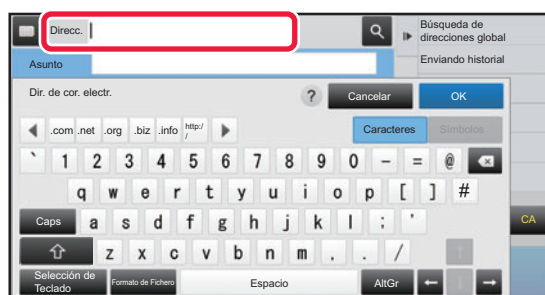 Direcc.
Búsqueda de
direcciones global
Asunto
Enviando historial
Dir. de cor. electr.
?
Cancelar
OK
.com .net .org .biz .info http:/
/
Caracteres
Símbolos
` 1 2 3 4 5 6 7 8 9 0 - = @
q w e r t y u i o p [ ] #
Caps a s d f g h j k l ; '
CA
z x c v b n m , . /
Selección de
Teclado
Formato de Fichero
Espacio
AltGr